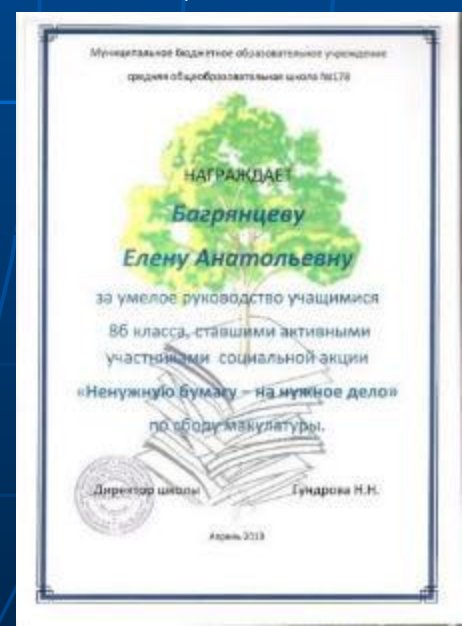 Муниципальное бюджетное образовательное учреждение
средняя общеобразовательная школа №178
НАГРАЖДАЕТ
Багрянцеву
Елену Анатольевну
за умелое руководство учащимися
8б класса, ставшими активными
участниками социальной акции
«Ненужную бумагу – на нужное дело»
по сбору макулатуры.
Директор школы Гундрова Н.Н.
Апрель 2013